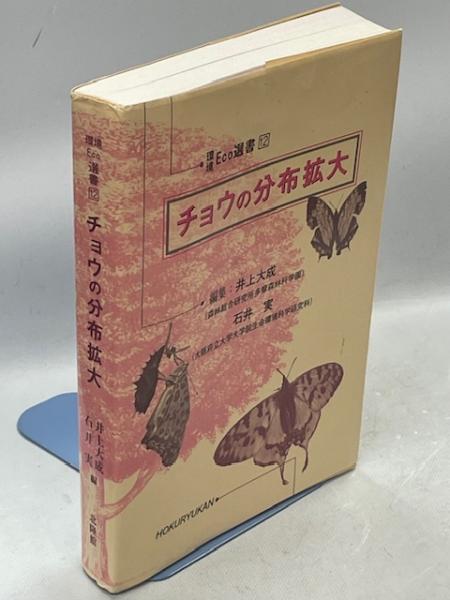 環境Eco選書12
チョウの分布拡大
編集：井上大成
(森林総合研究所多摩森林科学園)
石井 実
(大阪府立大学大学院生命環境科学研究科)
HOKURYUKAN
環境Eco選書12
チョウの分布拡大
井上大成
石井 実 編
北隆館